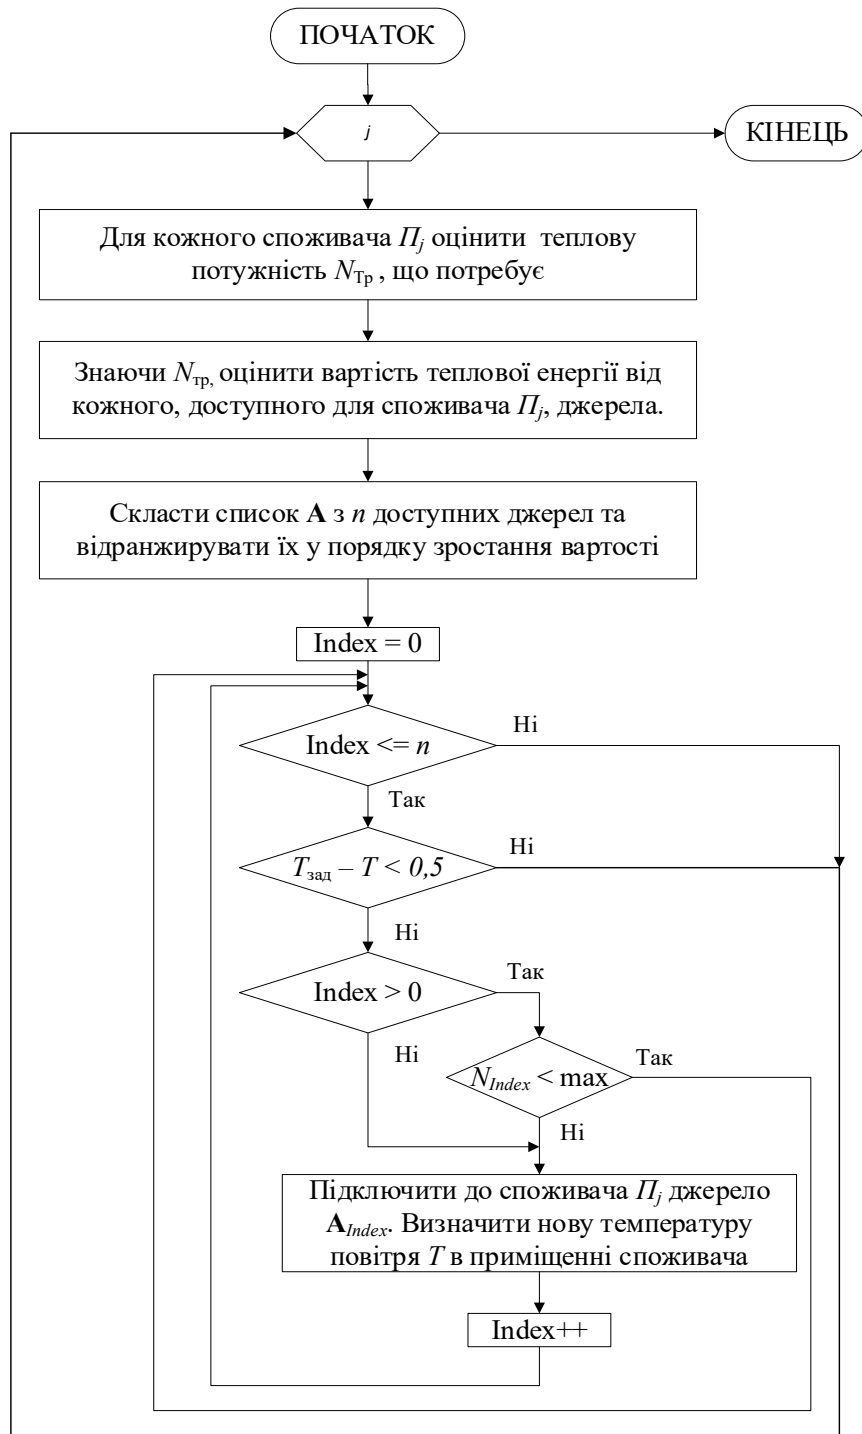 ПОЧАТОК
j
КІНЕЦЬ
Для кожного споживача Пj оцінити теплову
потужність NТр , що потребує
Знаючи Nтр, оцінити вартість теплової енергії від
кожного, доступного для споживача Пj, джерела.
Скласти список A з n доступних джерел та
відранжирувати їх у порядку зростання вартості
Index = 0
Index <= n
Ні
Так
Tзад – T < 0,5
Ні
Ні
Index > 0
Так
Ні
NIndex < max
Так
Ні
Підключити до споживача Пj джерело
AIndex. Визначити нову температуру
повітря T в приміщенні споживача
Index++